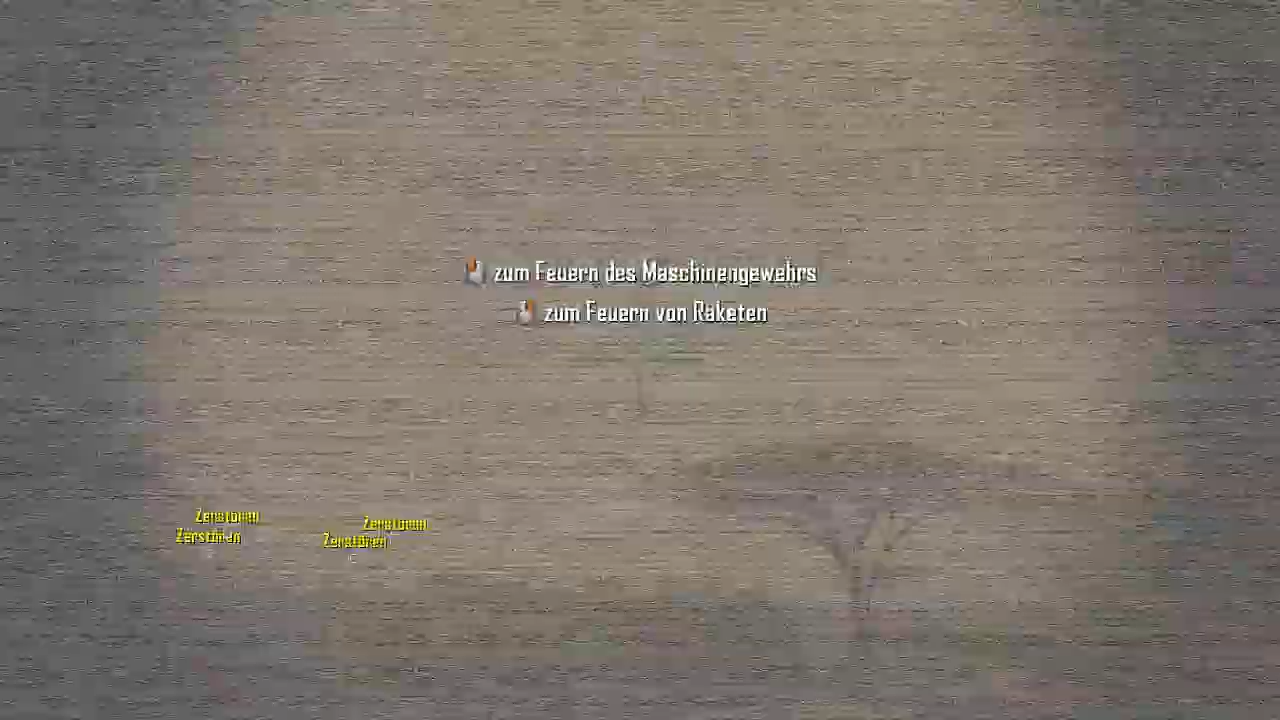 zum Feuern des Maschinengewehrs
zum Feuern von Raketen
Zerstören
Zerstören
Zerstören
Zerstören